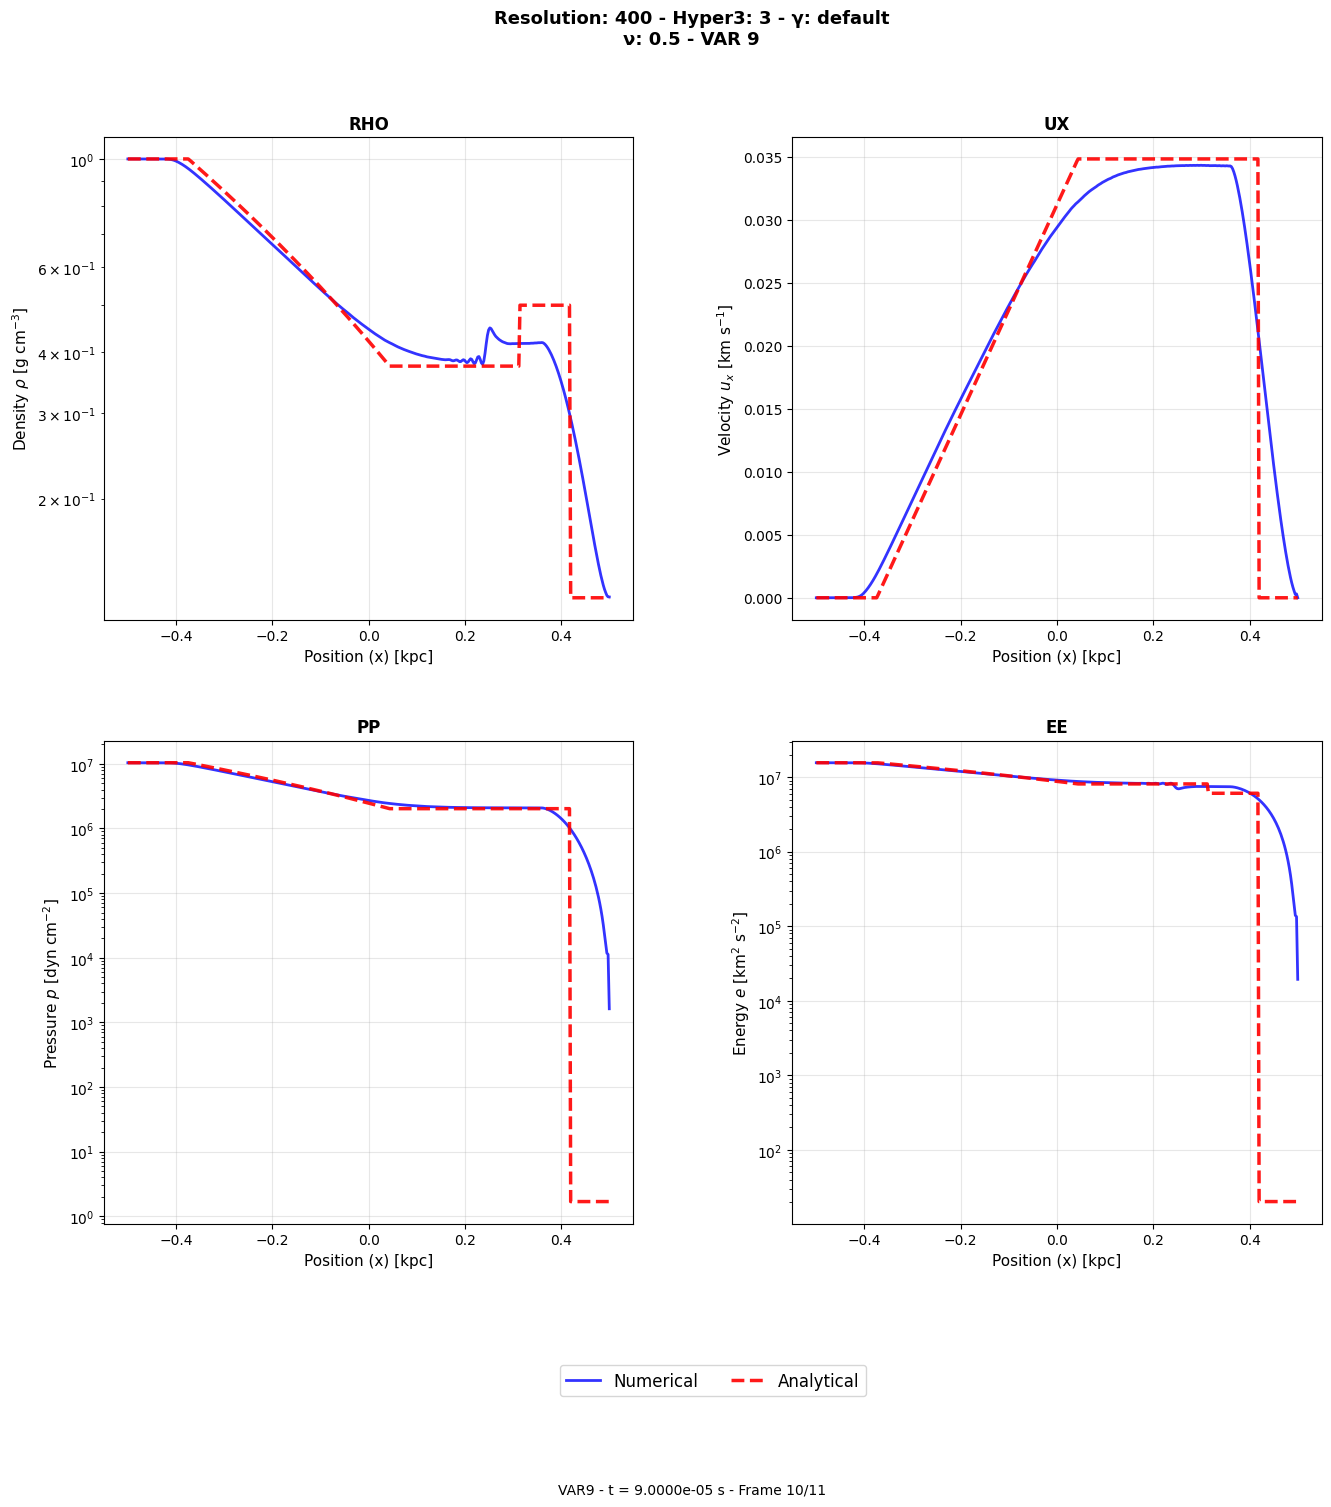 Resolution: 400 - Hyper3: 3 - γ: default
ν: 0.5 - VAR 9
RHO
10⁰
6 × 10⁻¹
4 × 10⁻¹
3 × 10⁻¹
2 × 10⁻¹
Density ρ [g cm⁻³]
−0.4 −0.2 0.0 0.2 0.4
Position (x) [kpc]
UX
0.035
0.030
0.025
0.020
0.015
0.010
0.005
0.000
Velocity uₓ [km s⁻¹]
−0.4 −0.2 0.0 0.2 0.4
Position (x) [kpc]
PP
10⁷
10⁶
10⁵
10⁴
10³
10²
10¹
10⁰
Pressure p [dyn cm⁻²]
−0.4 −0.2 0.0 0.2 0.4
Position (x) [kpc]
EE
10⁷
10⁶
10⁵
10⁴
10³
10²
Energy e [km² s⁻²]
−0.4 −0.2 0.0 0.2 0.4
Position (x) [kpc]
Numerical Analytical
VAR9 - t = 9.0000e-05 s - Frame 10/11